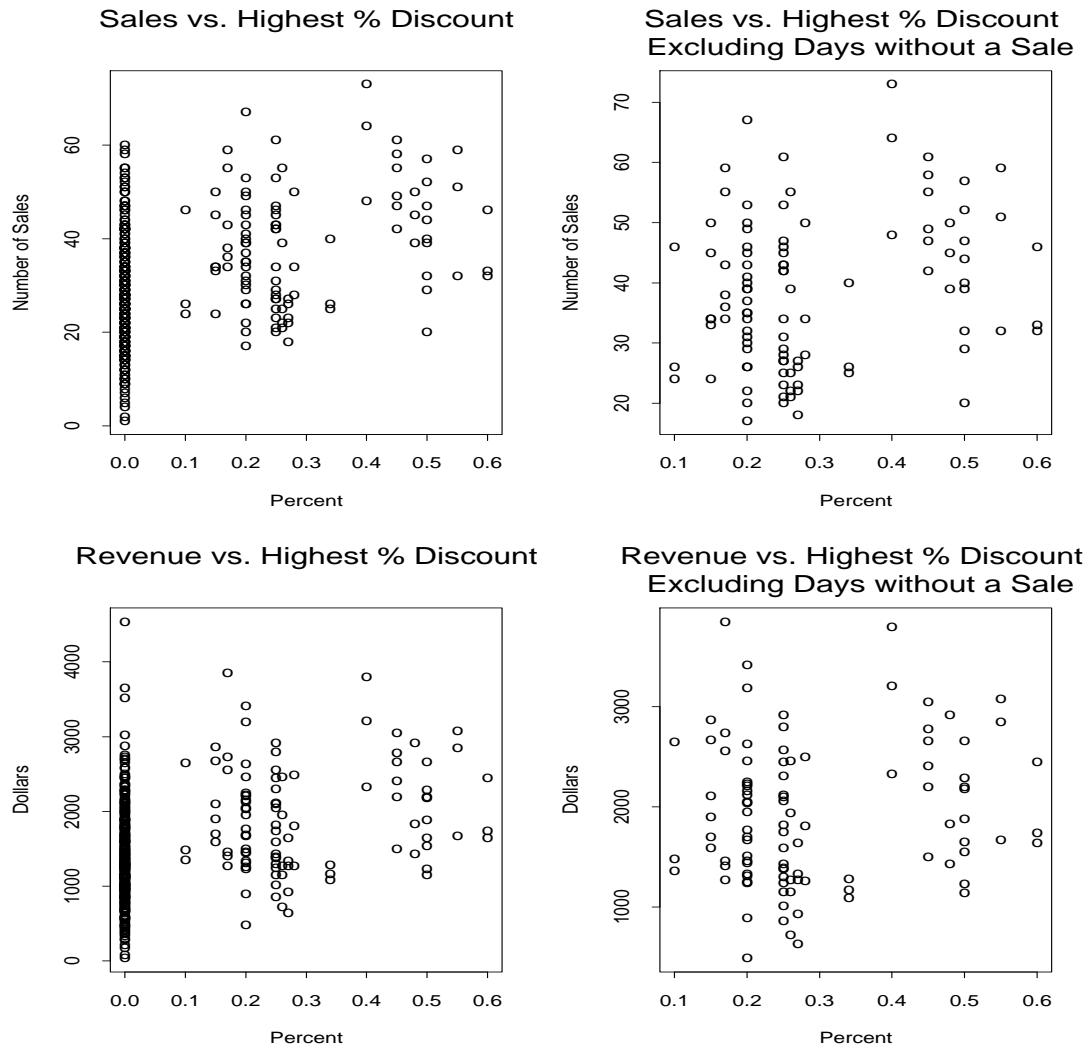 Sales vs. Highest % Discount
Number of Sales
0
20
40
60
0.0 0.1 0.2 0.3 0.4 0.5 0.6
Percent
Sales vs. Highest % Discount
Excluding Days without a Sale
Number of Sales
20
30
40
50
60
70
0.1 0.2 0.3 0.4 0.5 0.6
Percent
Revenue vs. Highest % Discount
Dollars
0
1000
2000
3000
4000
0.0 0.1 0.2 0.3 0.4 0.5 0.6
Percent
Revenue vs. Highest % Discount
Excluding Days without a Sale
Dollars
1000
2000
3000
0.1 0.2 0.3 0.4 0.5 0.6
Percent